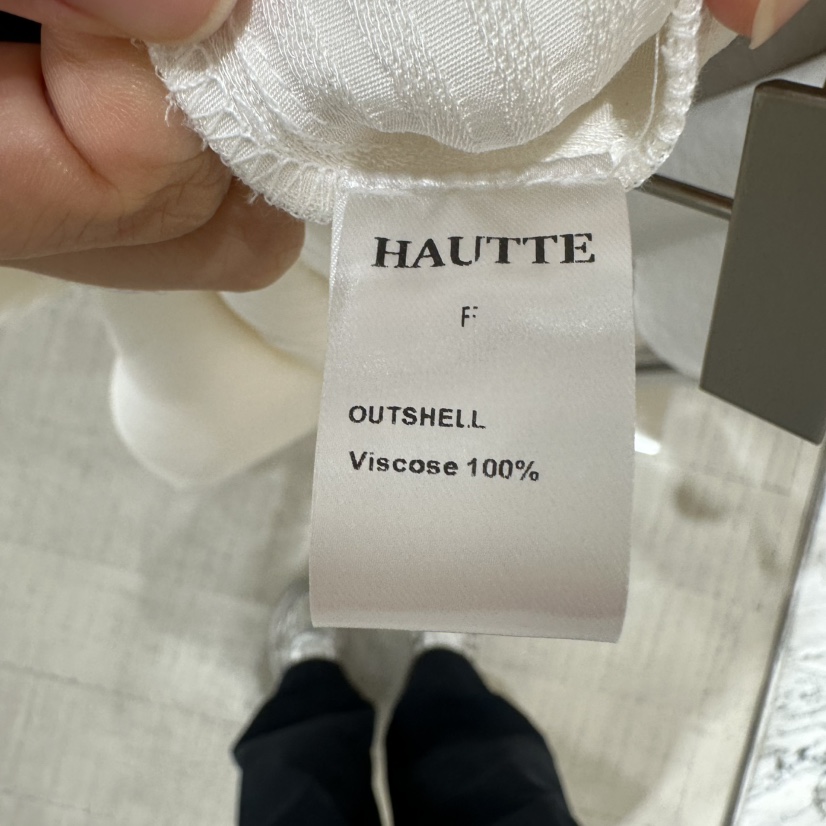 HAUTTE
F
OUTSHELL
Viscose 100%